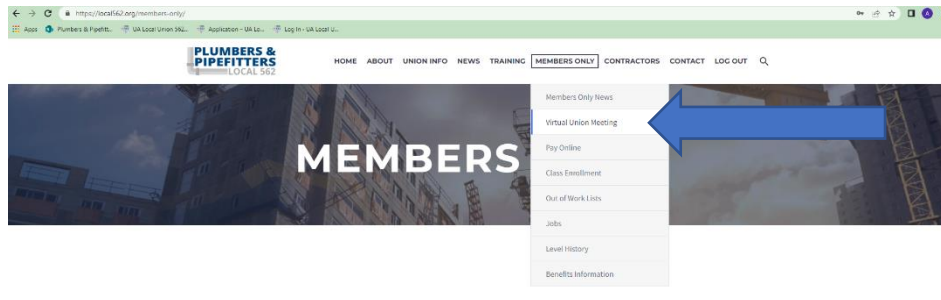 https://local562.org/members-only/
Apps Plumbers & Pipefitt... UA Local Union 562... Application – UA Lo... Log In - UA Local U...
PLUMBERS &
PIPEFITTERS
LOCAL 562
HOME ABOUT UNION INFO NEWS TRAINING MEMBERS ONLY CONTRACTORS CONTACT LOG OUT
MEMBERS
Members Only News
Virtual Union Meeting
Pay Online
Class Enrollment
Our of Work Lists
Jobs
Level History
Benefits Information